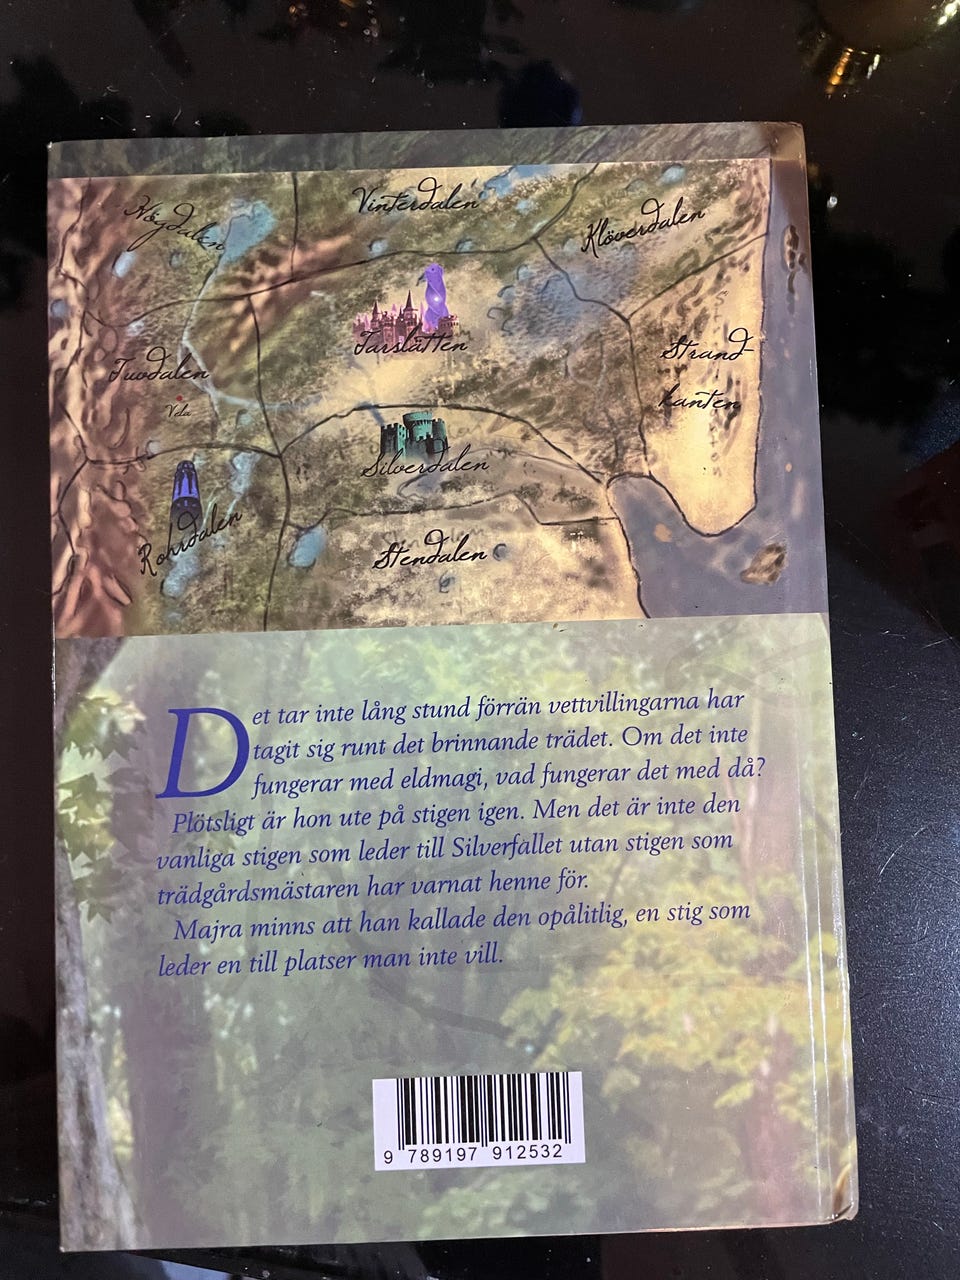 Högdalen
Vinterdalen
Klöverdalen
Tarslätten
Tuvdalen
Vela
Strand-
kanten
Silverdalen
Rohrdalen
Stendalen
Det tar inte lång stund förrän vettvillingarna har
tagit sig runt det brinnande trädet. Om det inte
fungerar med eldmagi, vad fungerar det med då?
Plötsligt är hon ute på stigen igen. Men det är inte den
vanliga stigen som leder till Silverfallet utan stigen som
trädgårdsmästaren har varnat henne för.
Majra minns att han kallade den opålitlig, en stig som
leder en till platser man inte vill.
9 789197 912532